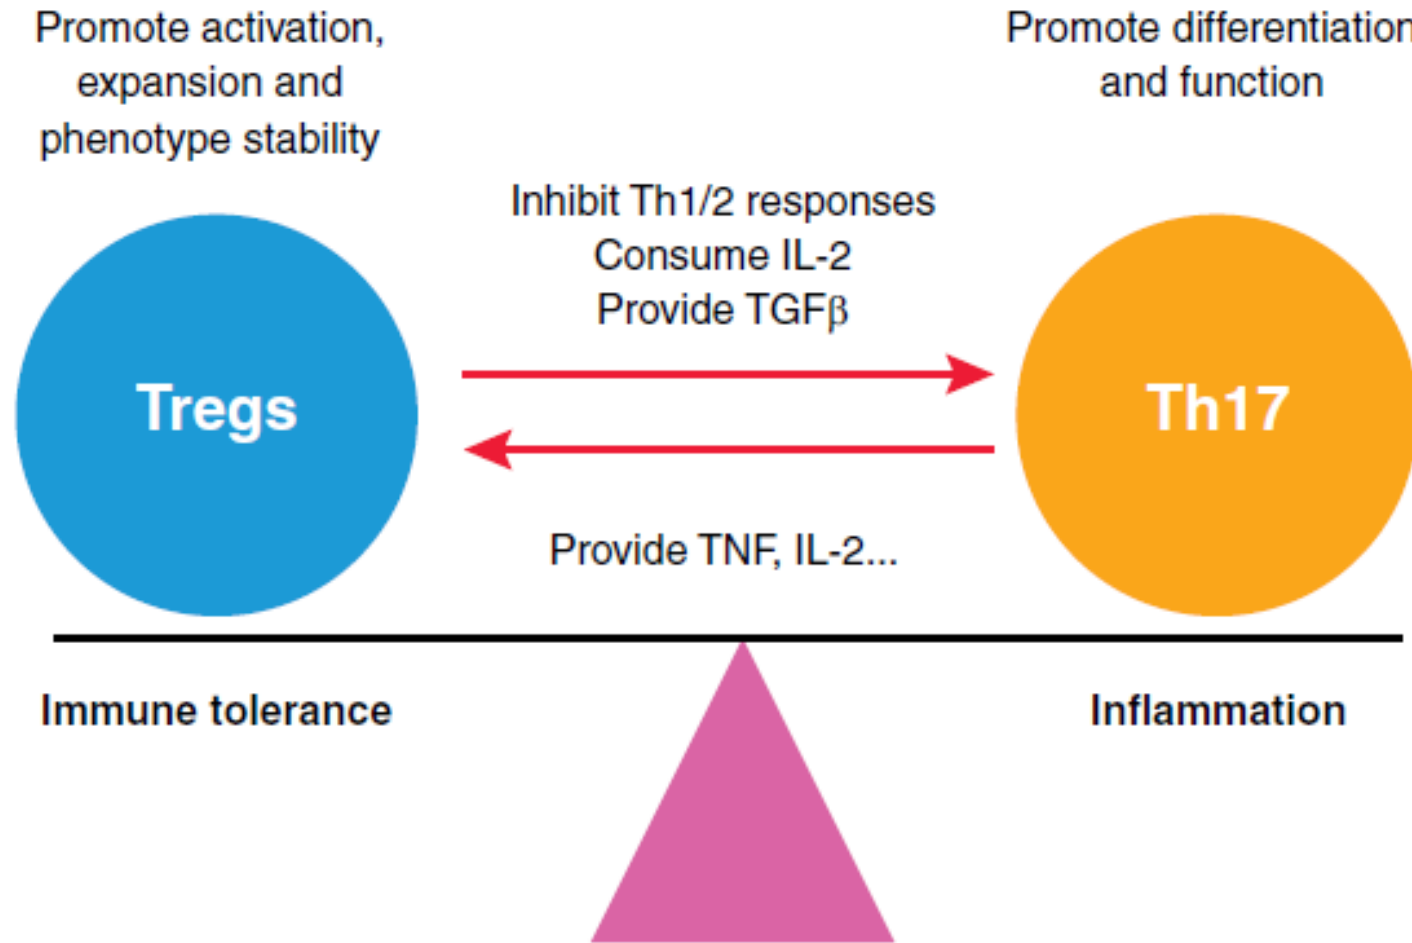 Promote activation,
expansion and
phenotype stability
Promote differentiation
and function
Inhibit Th1/2 responses
Consume IL-2
Provide TGFβ
Tregs
Th17
Provide TNF, IL-2...
Immune tolerance
Inflammation